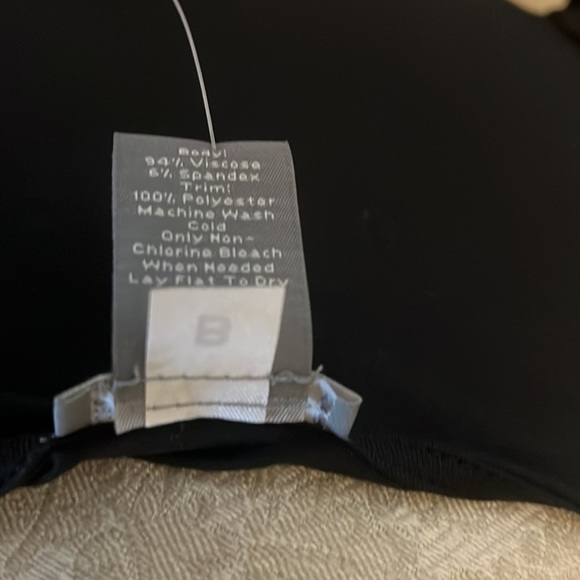 Body:
94% Viscose
6% Spandex
Trim:
100% Polyester
Machine Wash
Cold
Only Non-
Chlorine Bleach
When Needed
Lay Flat To Dry
B